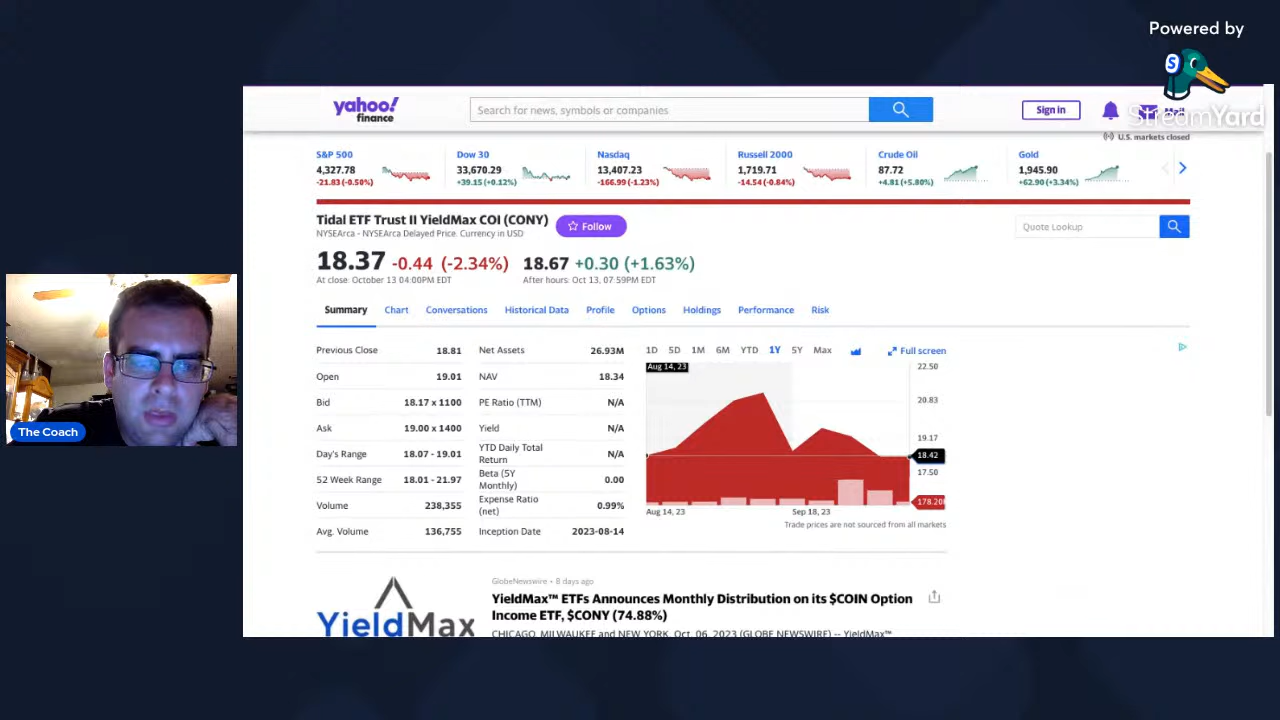 Powered by
S
StreamYard
yahoo!
finance
Search for news, symbols or companies
Sign in
U.S. markets closed
S&P 500
4,327.78
-21.83 (-0.50%)
Dow 30
33,670.29
+39.15 (+0.12%)
Nasdaq
13,407.23
-166.99 (-1.23%)
Russell 2000
1,719.71
-14.54 (-0.84%)
Crude Oil
87.72
+4.81 (+5.80%)
Gold
1,945.90
+62.90 (+3.34%)
Tidal ETF Trust II YieldMax COI (CONY)
Follow
NYSEArca - NYSEArca Delayed Price. Currency in USD
Quote Lookup
18.37 -0.44 (-2.34%) 18.67 +0.30 (+1.63%)
At close: October 13 04:00PM EDT
After hours: Oct 13, 07:59PM EDT
Summary Chart Conversations Historical Data Profile Options Holdings Performance Risk
Previous Close 18.81
Open 19.01
Bid 18.17 x 1100
Ask 19.00 x 1400
Day's Range 18.07 - 19.01
52 Week Range 18.01 - 21.97
Volume 238,355
Avg. Volume 136,755
Net Assets 26.93M
NAV 18.34
PE Ratio (TTM) N/A
Yield N/A
YTD Daily Total
Return N/A
Beta (5Y
Monthly) 0.00
Expense Ratio
(net) 0.99%
Inception Date 2023-08-14
1D 5D 1M 6M YTD 1Y 5Y Max
Full screen
Aug 14, 23
22.50
20.83
19.17
18.42
17.50
178.20
Aug 14, 23 Sep 18, 23
Trade prices are not sourced from all markets
The Coach
YieldMax
GlobeNewswire • 8 days ago
YieldMax™ ETFs Announces Monthly Distribution on its $COIN Option
Income ETF, $CONY (74.88%)
CHICAGO, MILWAUKEE and NEW YORK, Oct. 06, 2023 (GLOBE NEWSWIRE) -- YieldMax™